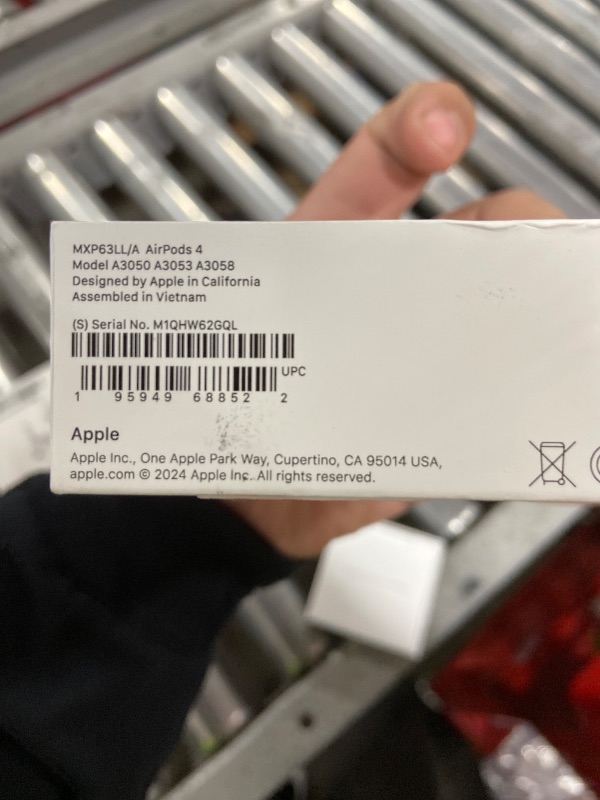 MXP63LL/A AirPods 4
Model A3050 A3053 A3058
Designed by Apple in California
Assembled in Vietnam
(S) Serial No. M1QHW62GQL
UPC
1 95949 68852 2
Apple
Apple Inc., One Apple Park Way, Cupertino, CA 95014 USA,
apple.com © 2024 Apple Inc. All rights reserved.